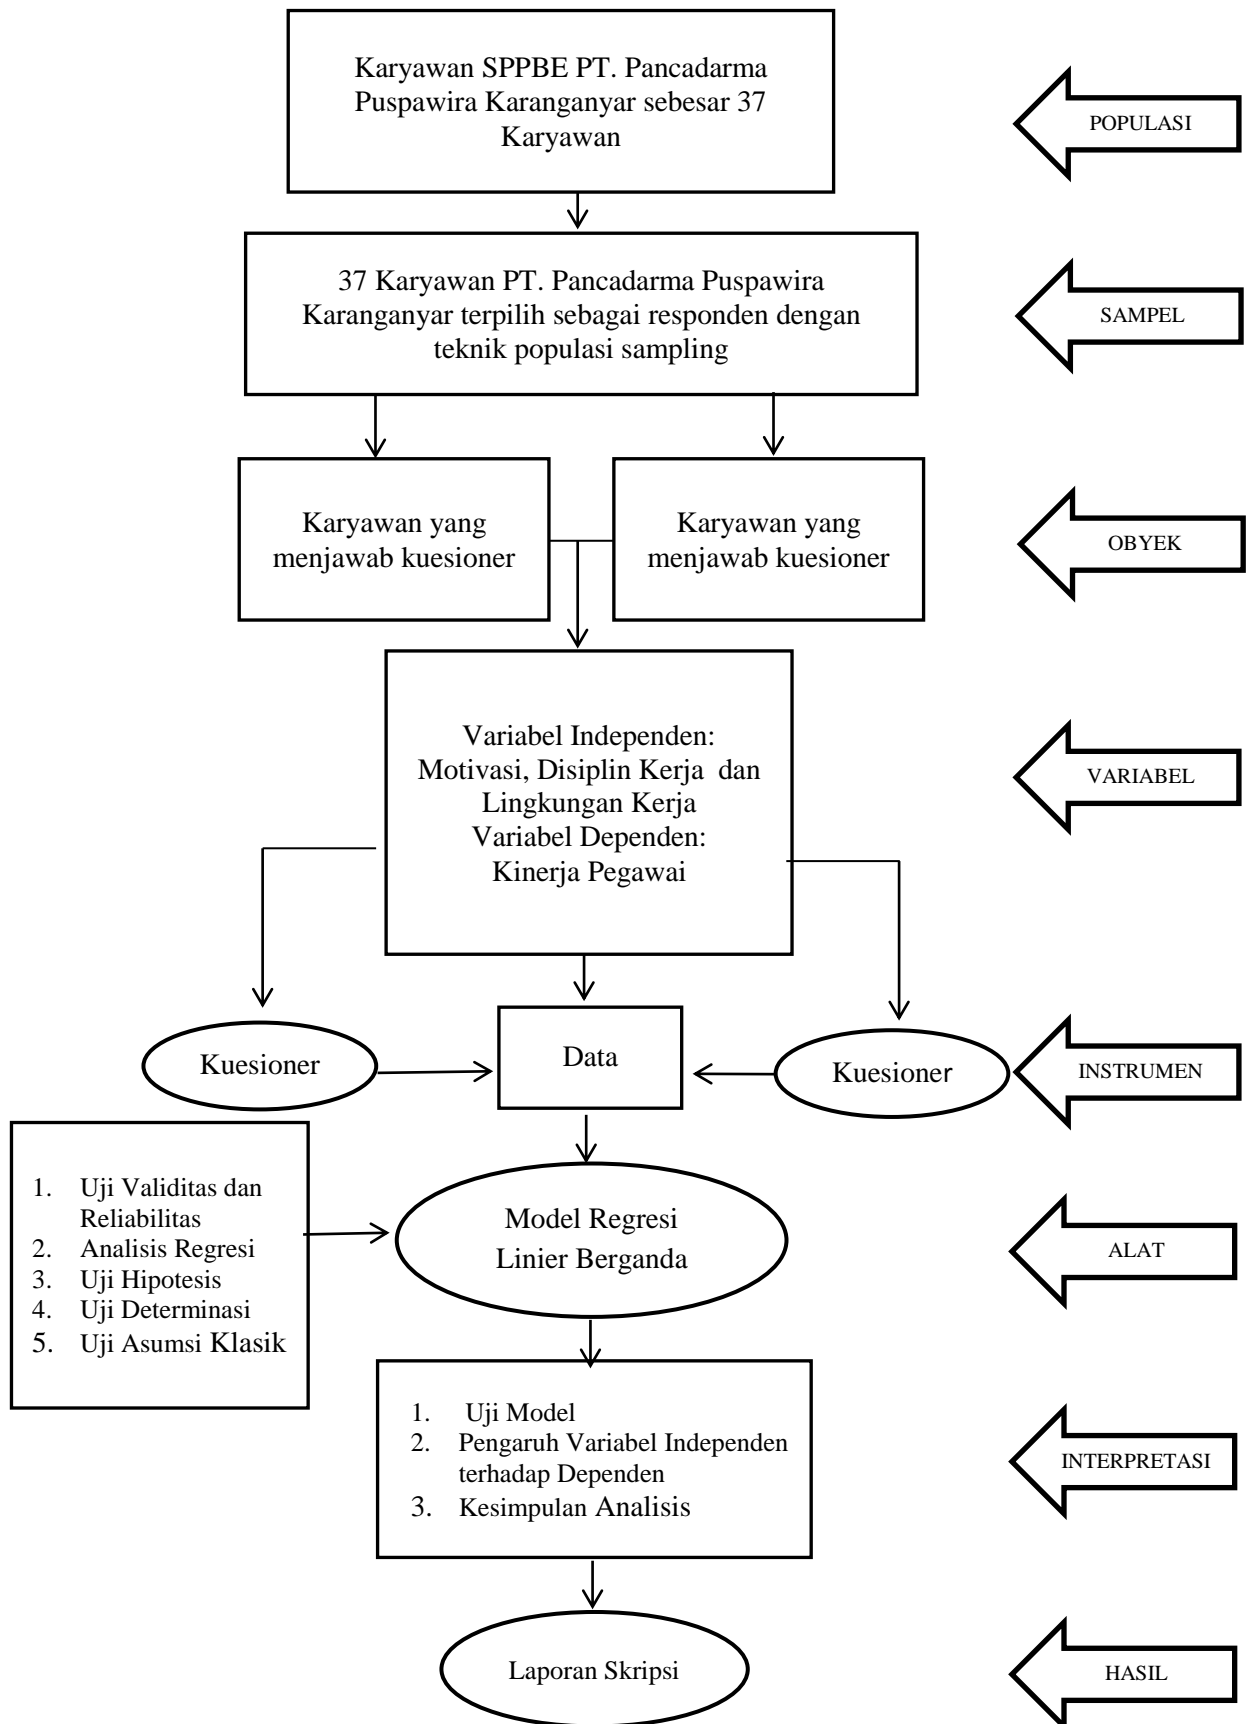 Karyawan SPPBE PT. Pancadarma
Puspawira Karanganyar sebesar 37
Karyawan
POPULASI
37 Karyawan PT. Pancadarma Puspawira
Karanganyar terpilih sebagai responden dengan
teknik populasi sampling
SAMPEL
Karyawan yang
menjawab kuesioner
Karyawan yang
menjawab kuesioner
OBYEK
Variabel Independen:
Motivasi, Disiplin Kerja dan
Lingkungan Kerja
Variabel Dependen:
Kinerja Pegawai
VARIABEL
Kuesioner
Data
Kuesioner
INSTRUMEN
1. Uji Validitas dan
Reliabilitas
2. Analisis Regresi
3. Uji Hipotesis
4. Uji Determinasi
5. Uji Asumsi Klasik
Model Regresi
Linier Berganda
ALAT
1. Uji Model
2. Pengaruh Variabel Independen
terhadap Dependen
3. Kesimpulan Analisis
INTERPRETASI
Laporan Skripsi
HASIL